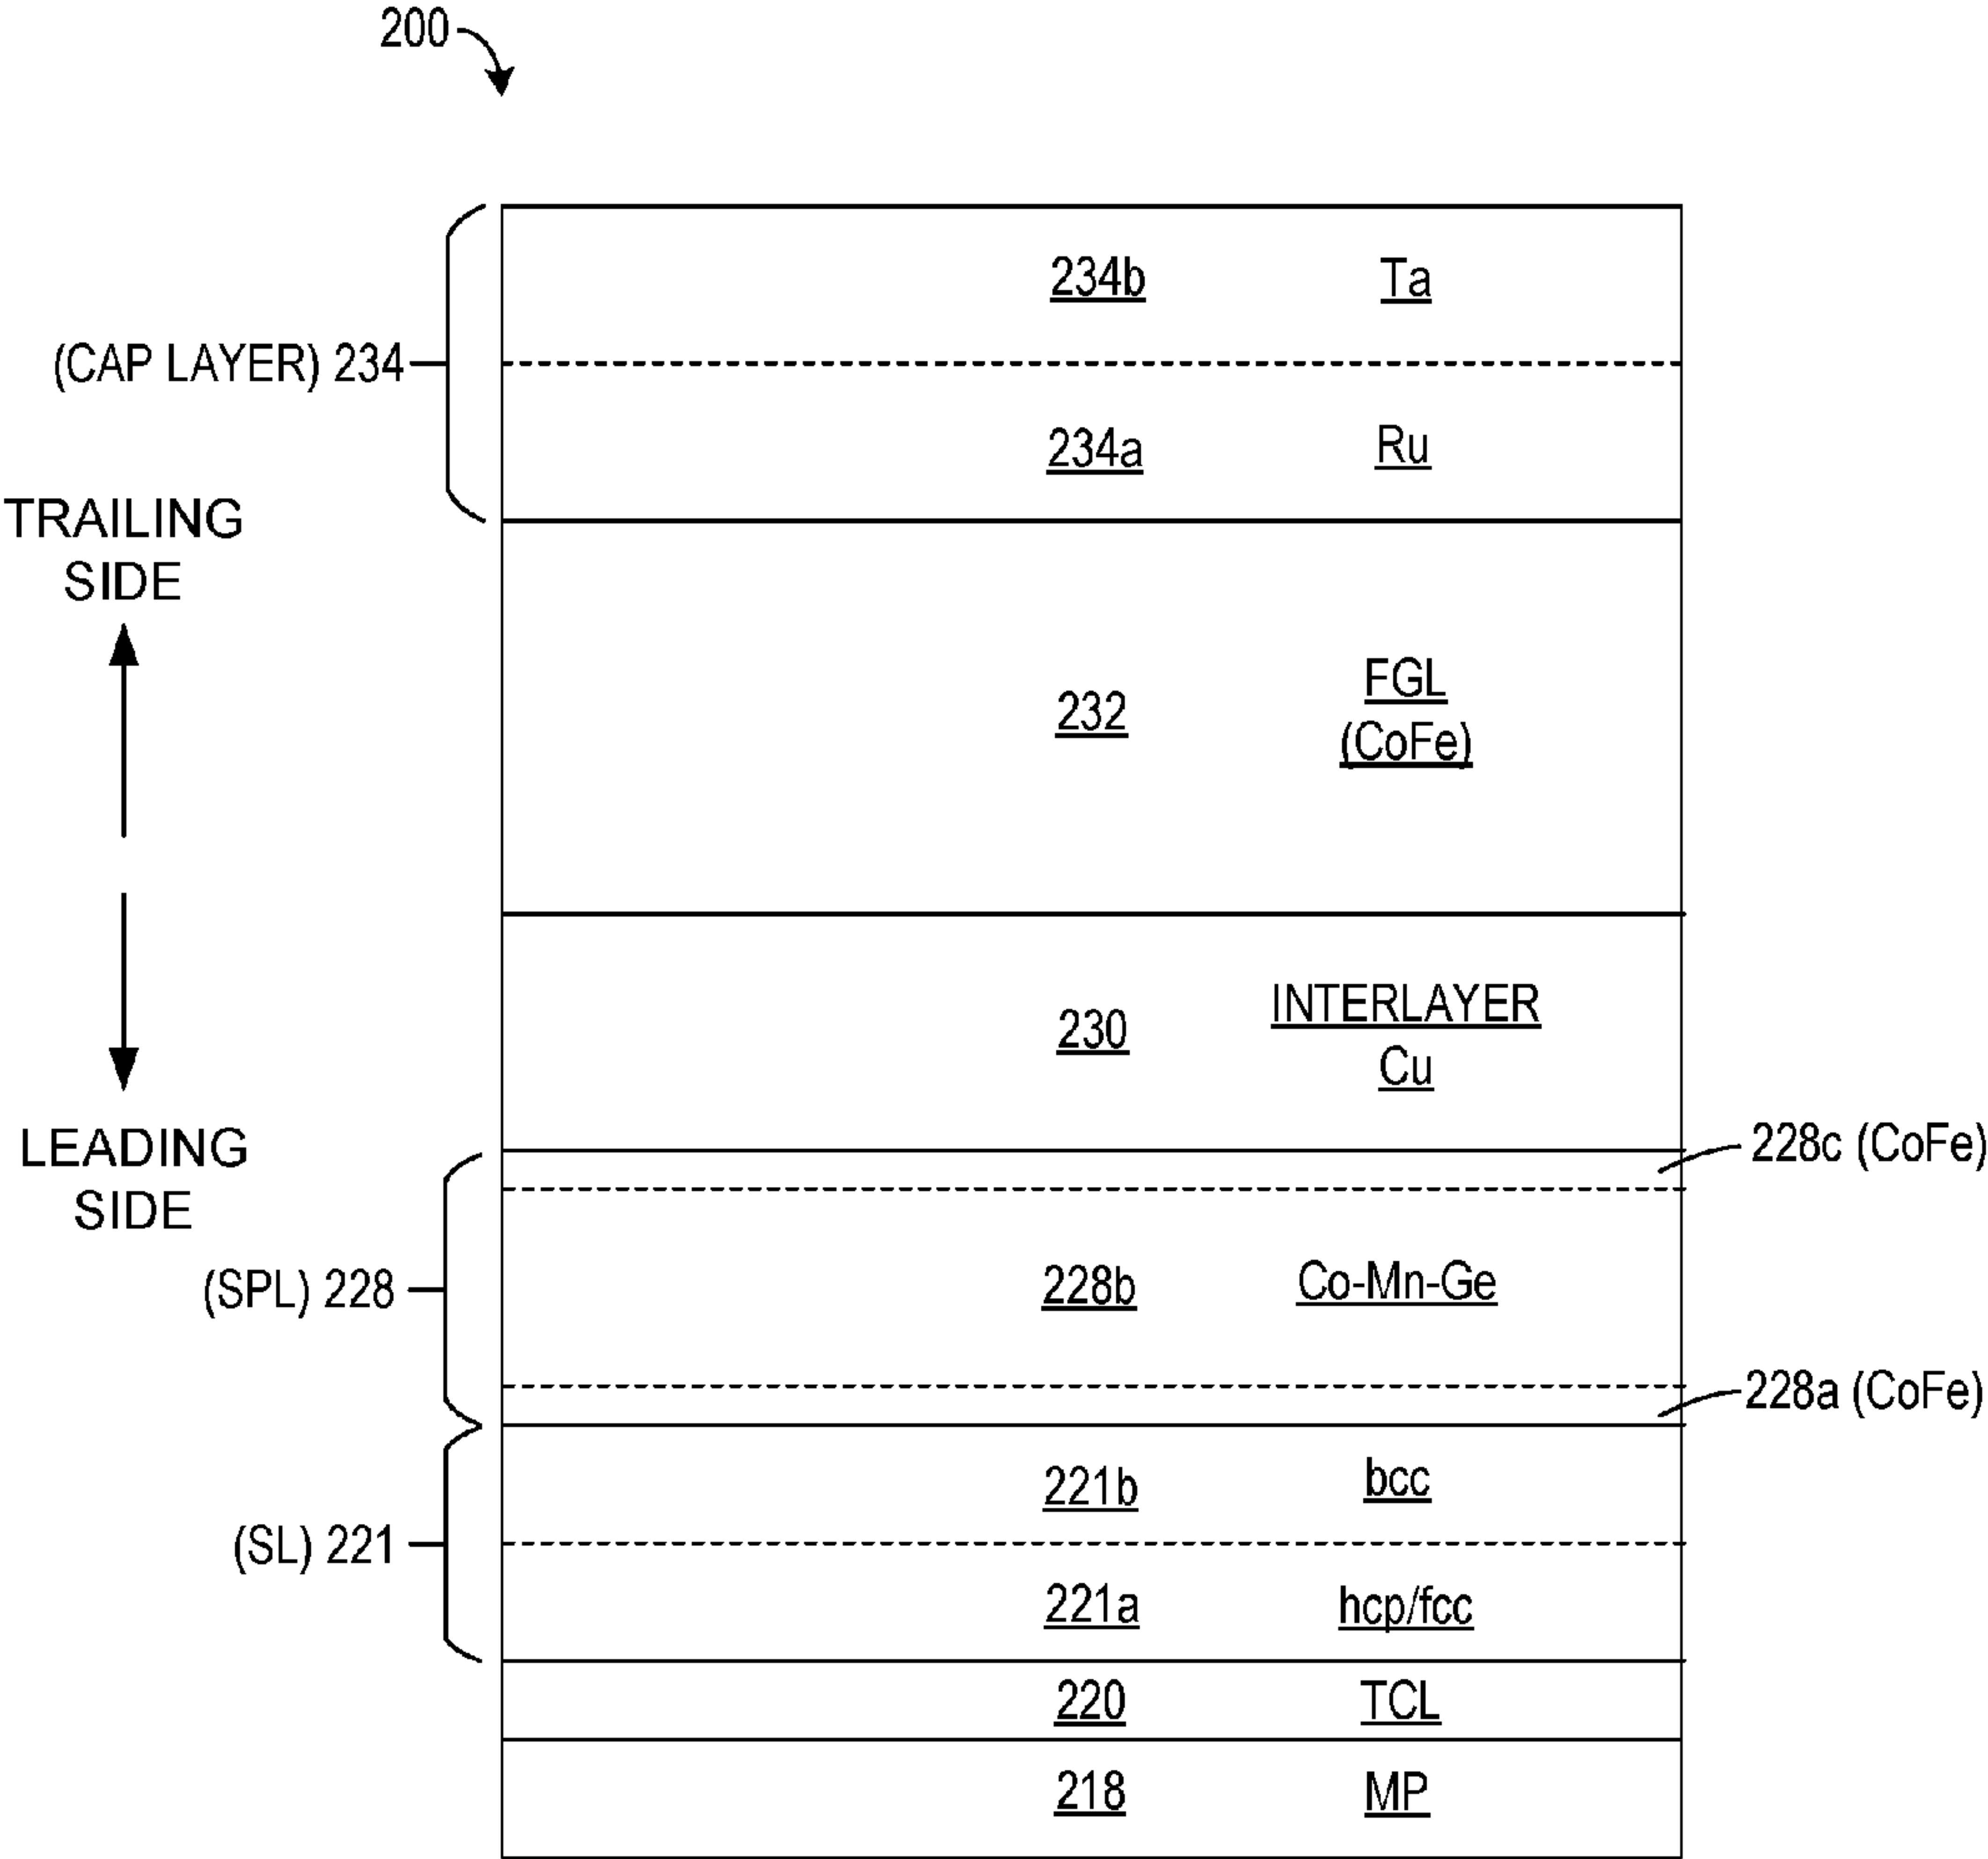 200
234b Ta
(CAP LAYER) 234
234a Ru
TRAILING
SIDE
232 FGL
(CoFe)
230 INTERLAYER
Cu
LEADING
SIDE
228c (CoFe)
(SPL) 228
228b Co-Mn-Ge
228a (CoFe)
221b bcc
(SL) 221
221a hcp/fcc
220 TCL
218 MP